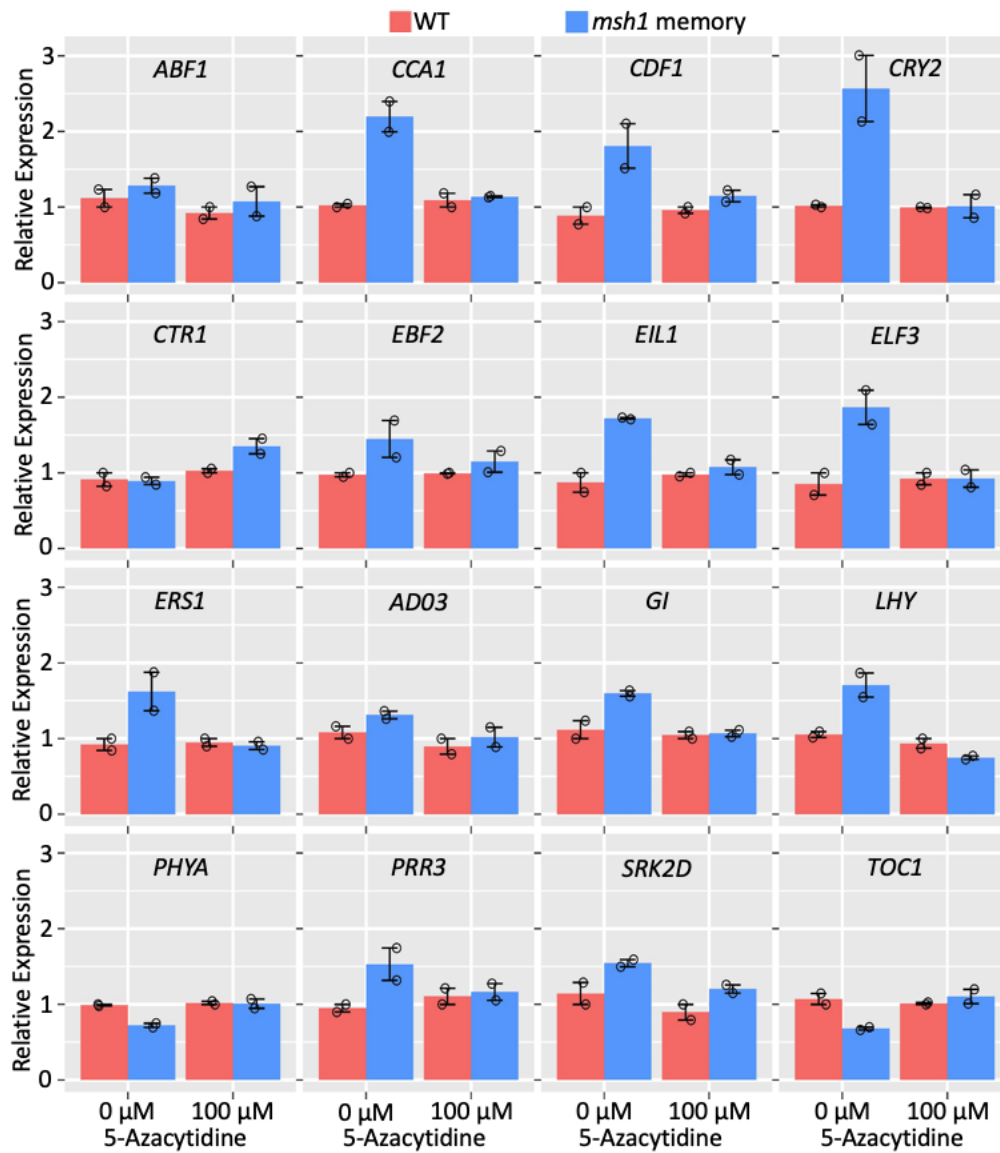 WT msh1 memory
3 ABF1 CCA1 CDF1 CRY2
2
1
0
Relative Expression
3 CTR1 EBF2 EIL1 ELF3
2
1
0
Relative Expression
3 ERS1 AD03 GI LHY
2
1
0
Relative Expression
3 PHYA PRR3 SRK2D TOC1
2
1
0
Relative Expression
0 µM 100 µM 0 µM 100 µM 0 µM 100 µM 0 µM 100 µM
5-Azacytidine 5-Azacytidine 5-Azacytidine 5-Azacytidine